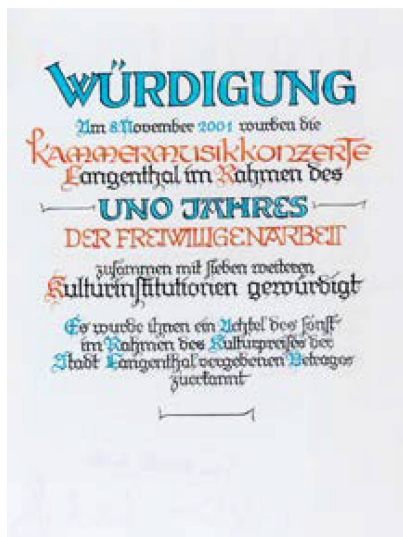 WÜRDIGUNG
Am 8. November 2001 wurden die
KAMMERMUSIKKONZERTE
Langenthal im Rahmen des
UNO JAHRES
DER FREIWILLIGENARBEIT
zusammen mit sieben weiteren
Kulturinstitutionen gewürdigt
Es wurde ihnen ein Achtel des sonst
im Rahmen des Kulturpreises der
Stadt Langenthal vergebenen Betrages
zuerkannt